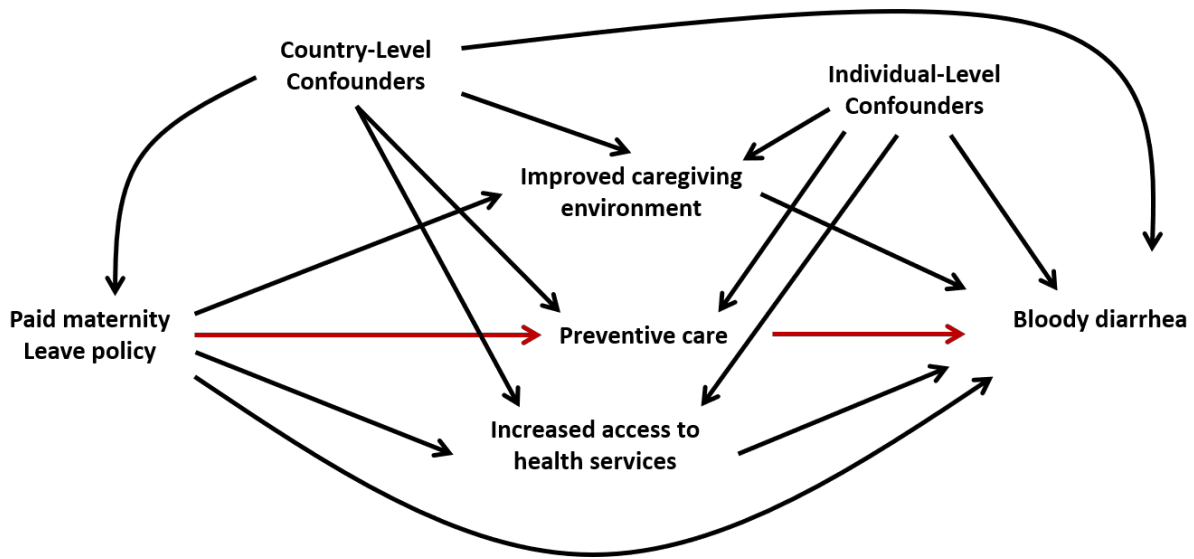 Country-Level
Confounders
Individual-Level
Confounders
Improved caregiving
environment
Paid maternity
Leave policy
Preventive care
Bloody diarrhea
Increased access to
health services